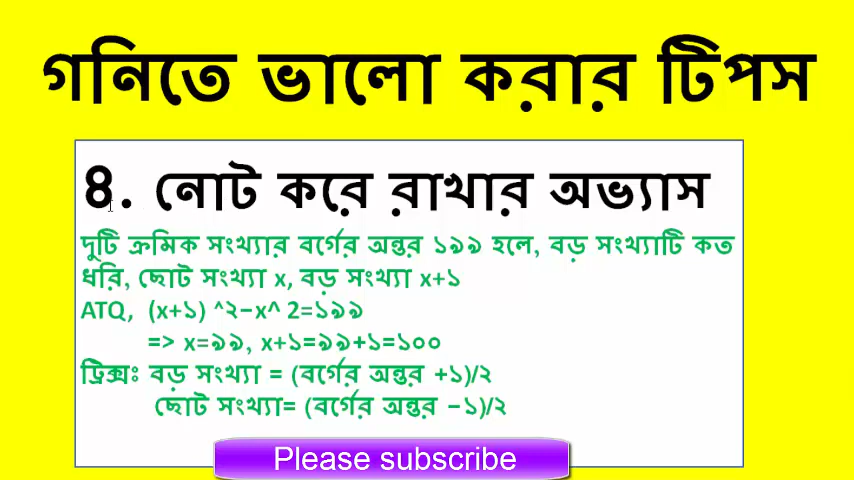 গনিতে ভালো করার টিপস
৪. নোট করে রাখার অভ্যাস
দুটি ক্রমিক সংখ্যার বর্গের অন্তর ১৯৯ হলে, বড় সংখ্যাটি কত
ধরি, ছোট সংখ্যা x, বড় সংখ্যা x+১
ATQ, (x+১) ^২−x^ 2=১৯৯
=> x=৯৯, x+১=৯৯+১=১০০
ট্রিক্সঃ বড় সংখ্যা = (বর্গের অন্তর +১)/২
ছোট সংখ্যা= (বর্গের অন্তর −১)/২
Please subscribe